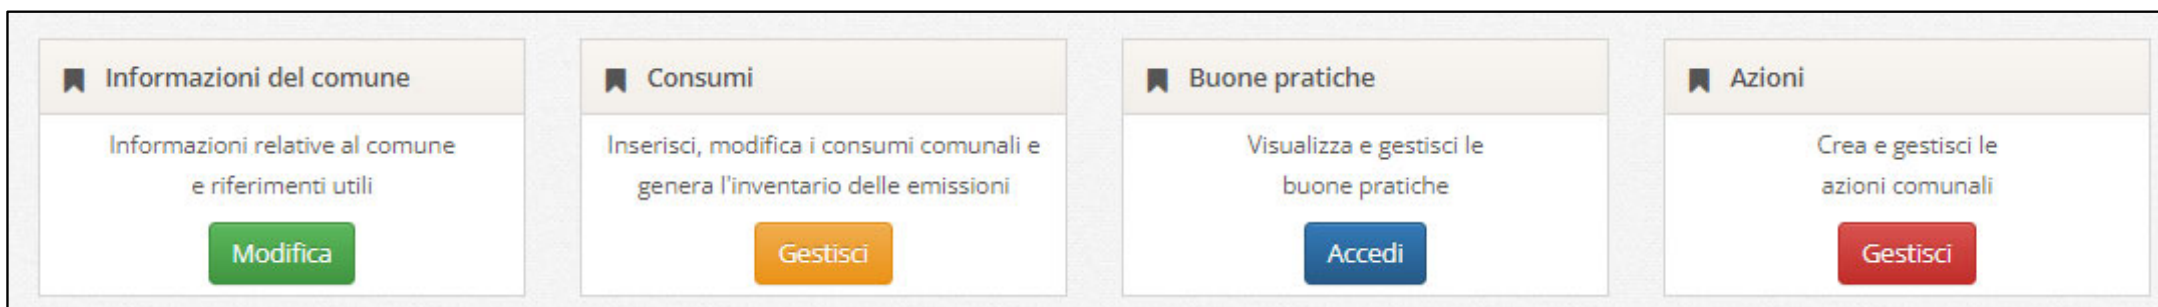 Informazioni del comune
Informazioni relative al comune
e riferimenti utili
Modifica
Consumi
Inserisci, modifica i consumi comunali e
genera l'inventario delle emissioni
Gestisci
Buone pratiche
Visualizza e gestisci le
buone pratiche
Accedi
Azioni
Crea e gestisci le
azioni comunali
Gestisci